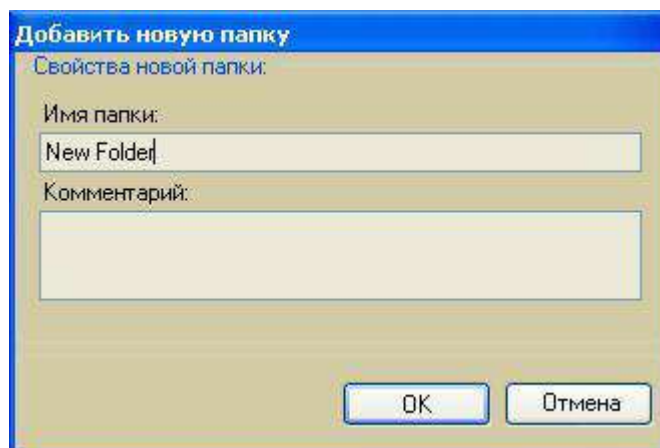 Добавить новую папку
Свойства новой папки:
Имя папки:
New Folder
Комментарий:
OK
Отмена